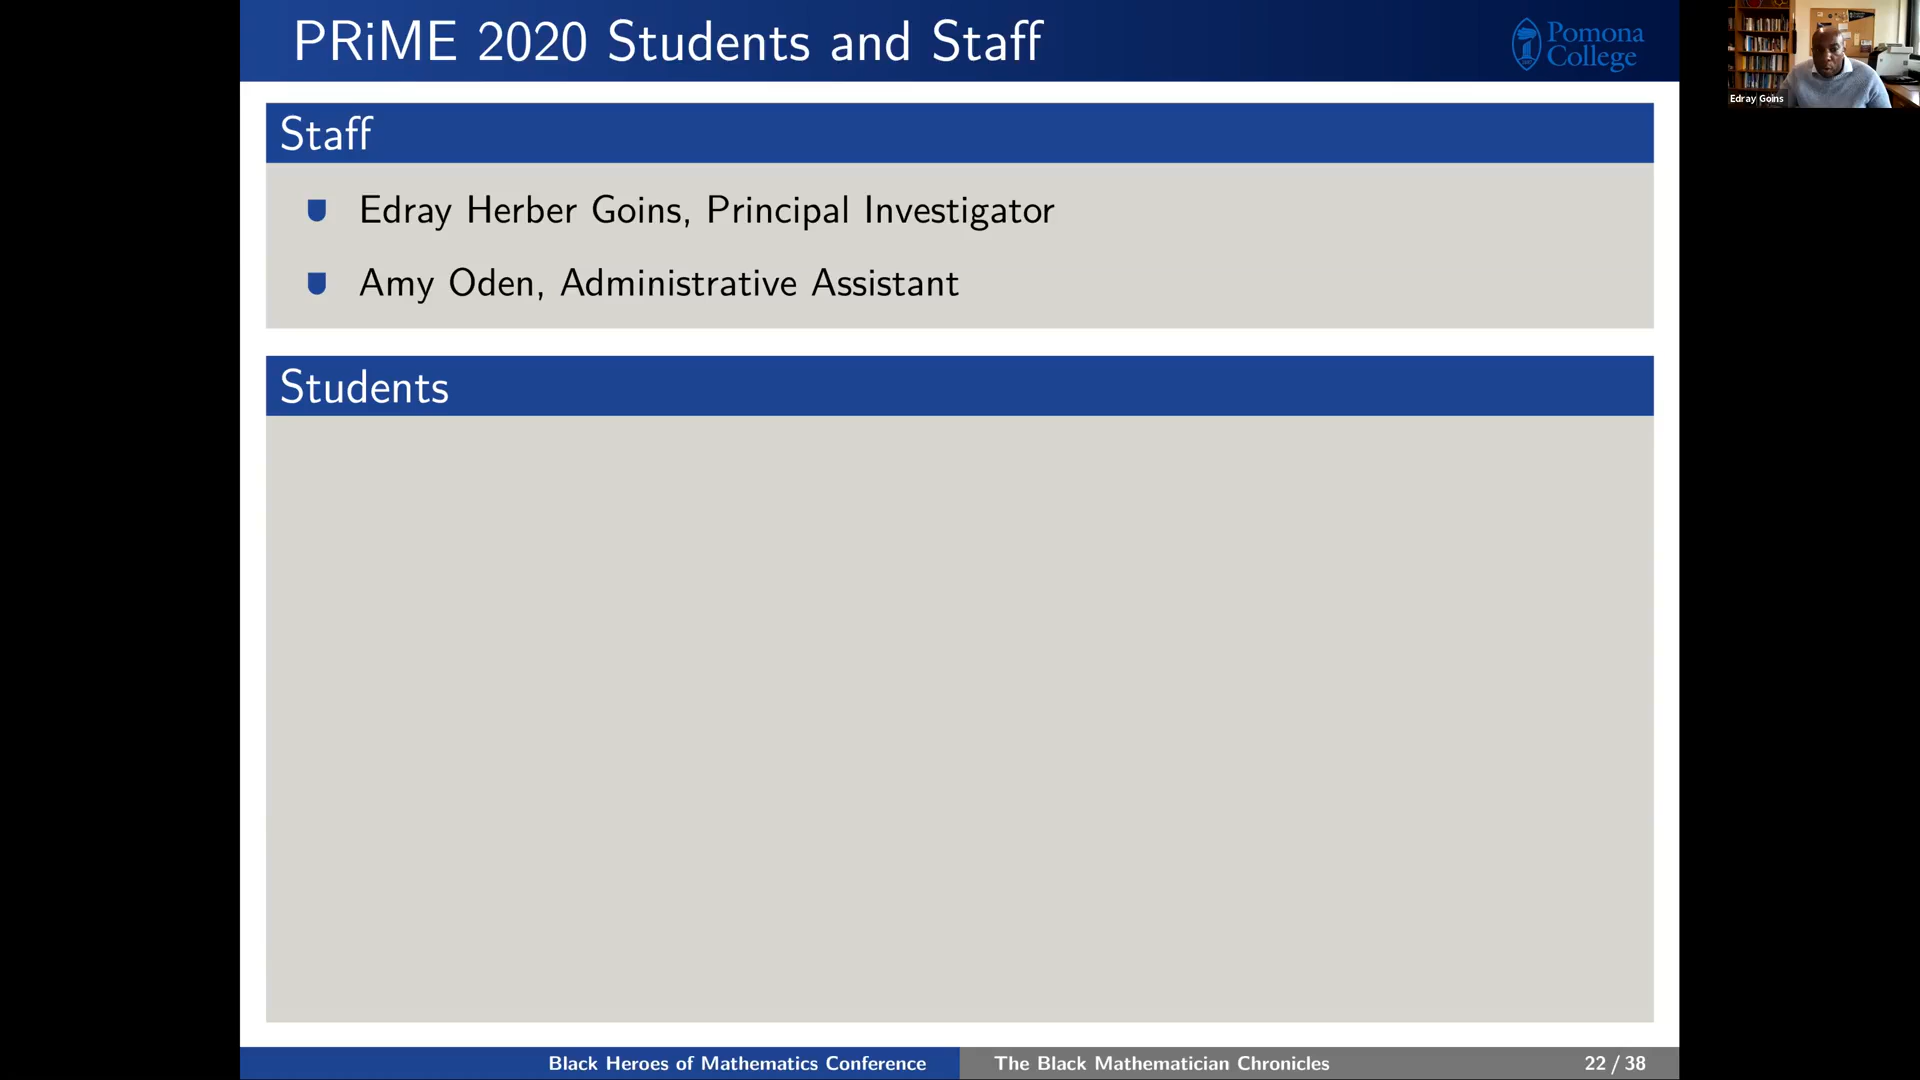 PRiME 2020 Students and Staff
Pomona
College
Edray Goins
Staff
Edray Herber Goins, Principal Investigator
Amy Oden, Administrative Assistant
Students
Black Heroes of Mathematics Conference
The Black Mathematician Chronicles
22 / 38